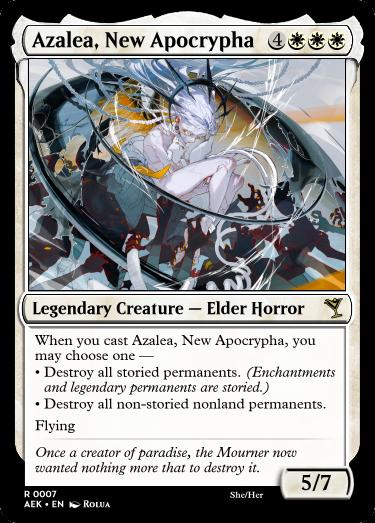 Azalea, New Apocrypha 4
Legendary Creature — Elder Horror
When you cast Azalea, New Apocrypha, you
may choose one —
• Destroy all storied permanents. (Enchantments
and legendary permanents are storied.)
• Destroy all non-storied nonland permanents.
Flying
Once a creator of paradise, the Mourner now
wanted nothing more that to destroy it.
5/7
R 0007
AEK • EN Rolua
She/Her